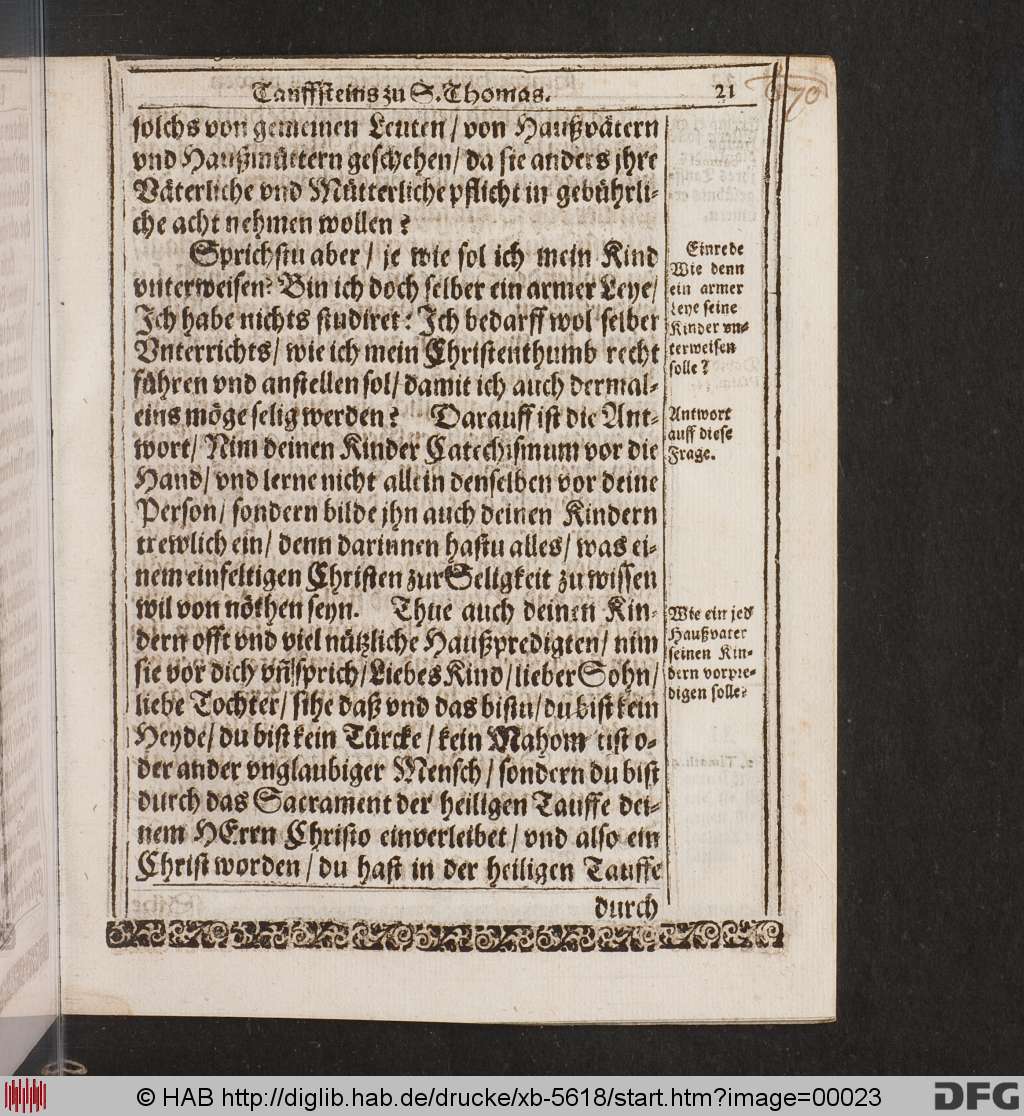 Tauffsteins zu S. Thomas. 21
70
solchs von gemeinen Leuten / von Haußvätern
vnd Haußmüttern geschehen / da sie anders jhre
Väterliche vnd Mütterliche pflicht in gebührli-
che acht nehmen wollen?
Sprichstu aber / je wie sol ich mein Kind
vnterweisen? Bin ich doch selber ein armer Leye /
Ich habe nichts studiret: Ich bedarff wol selber
Vnterrichts / wie ich mein Christenthumb recht
führen vnd anstellen sol / damit ich auch dermal-
eins möge selig werden? Darauff ist die Ant-
wort / Nim deinen Kinder Catechismum vor die
Hand / vnd lerne nicht allein denselben vor deine
Person / sondern bilde jhn auch deinen Kindern
trewlich ein / denn darinnen hastu alles / was ei-
nem einfeltigen Christen zur Seligkeit zu wissen
wil von nöthen seyn. Thue auch deinen Kin-
dern offt vnd viel nützliche Haußpredigten / nim
sie vor dich vñ sprich / Liebes Kind / lieber Sohn /
liebe Tochter / sihe daß vnd das bistu / du bist kein
Heyde / du bist kein Türcke / kein Mahometist o-
der ander vnglaubiger Mensch / sondern du bist
durch das Sacrament der heiligen Tauffe dei-
nem HErrn Christo einverleibet / vnd also ein
Christ worden / du hast in der heiligen Tauffe
durch
Einrede
Wie denn
ein armer
Leye seine
Kinder vn-
terweisen
solle?
Antwort
auff diese
Frage.
Wie ein jed
Haußvater
seinen Kin-
dern vorpre-
digen solle?
© HAB http://diglib.hab.de/drucke/xb-5618/start.htm?image=00023
DFG